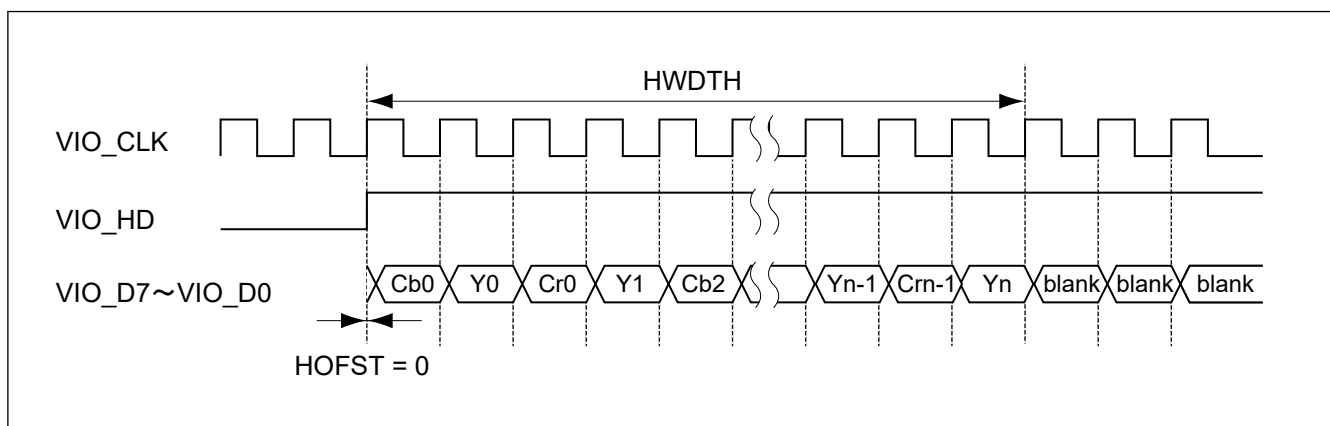 HWDTH
VIO_CLK
VIO_HD
VIO_D7～VIO_D0 Cb0 Y0 Cr0 Y1 Cb2 Yn-1 Crn-1 Yn blank blank blank
HOFST = 0